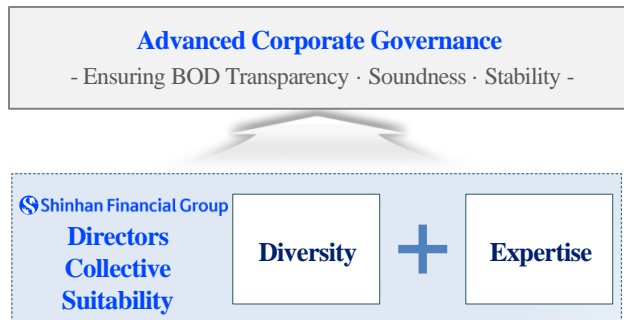 Advanced Corporate Governance
- Ensuring BOD Transparency · Soundness · Stability -
Shinhan Financial Group
Directors
Collective
Suitability
Diversity
+
Expertise